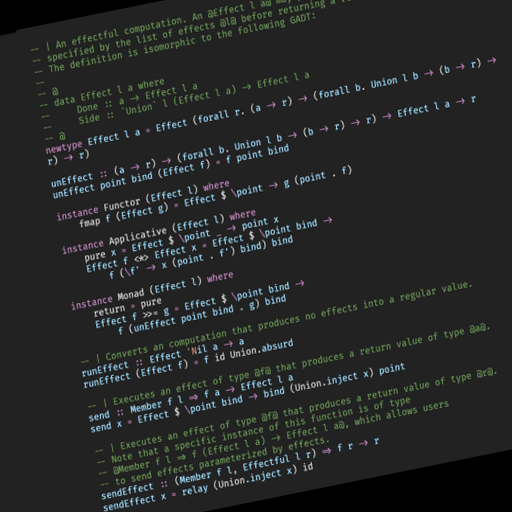 -- | An effectful computation. An @Effect l a@ may
-- specified by the list of effects @l@ before returning a
-- The definition is isomorphic to the following GADT:
--
-- @
-- data Effect l a where
--     Done :: a -> Effect l a
--     Side :: `Union` l (Effect l a) -> Effect l a
-- @
newtype Effect l a = Effect (forall r. (a -> r) -> (forall b. Union l b -> (b -> r) ->
r) -> r)
unEffect :: (a -> r) -> (forall b. Union l b -> (b -> r) -> r) -> Effect l a -> r
unEffect point bind (Effect f) = f point bind
instance Functor (Effect l) where
    fmap f (Effect g) = Effect $ \point -> g (point . f)
instance Applicative (Effect l) where
    pure x = Effect $ \point _ -> point x
    Effect f <*> Effect x = Effect $ \point bind ->
        f (\f' -> x (point . f') bind) bind
instance Monad (Effect l) where
    return = pure
    Effect f >>= g = Effect $ \point bind ->
        f (unEffect point bind . g) bind
-- | Converts an computation that produces no effects into a regular value.
runEffect :: Effect 'Nil a -> a
runEffect (Effect f) = f id Union.absurd
-- | Executes an effect of type @f@ that produces a return value of type @a@.
send :: Member f l => f a -> Effect l a
send x = Effect $ \point bind -> bind (Union.inject x) point
-- | Executes an effect of type @f@ that produces a return value of type @r@.
-- Note that a specific instance of this function is of type
-- @Member f l => f (Effect l a) -> Effect l a@, which allows users
-- to send effects parameterized by effects.
sendEffect :: (Member f l, Effectful l r) => f r -> r
sendEffect x = relay (Union.inject x) id